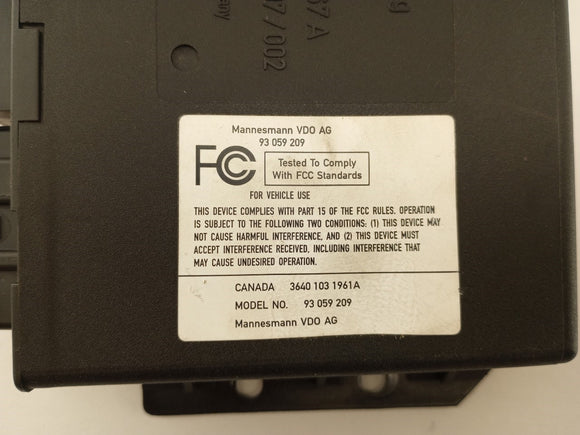 Mannesmann VDO AG
93 059 209
FC
Tested To Comply
With FCC Standards
FOR VEHICLE USE
THIS DEVICE COMPLIES WITH PART 15 OF THE FCC RULES. OPERATION
IS SUBJECT TO THE FOLLOWING TWO CONDITIONS: (1) THIS DEVICE MAY
NOT CAUSE HARMFUL INTERFERENCE, AND (2) THIS DEVICE MUST
ACCEPT INTERFERENCE RECEIVED, INCLUDING INTERFERENCE THAT
MAY CAUSE UNDESIRED OPERATION.
CANADA 3640 103 1961A
MODEL NO. 93 059 209
Mannesmann VDO AG